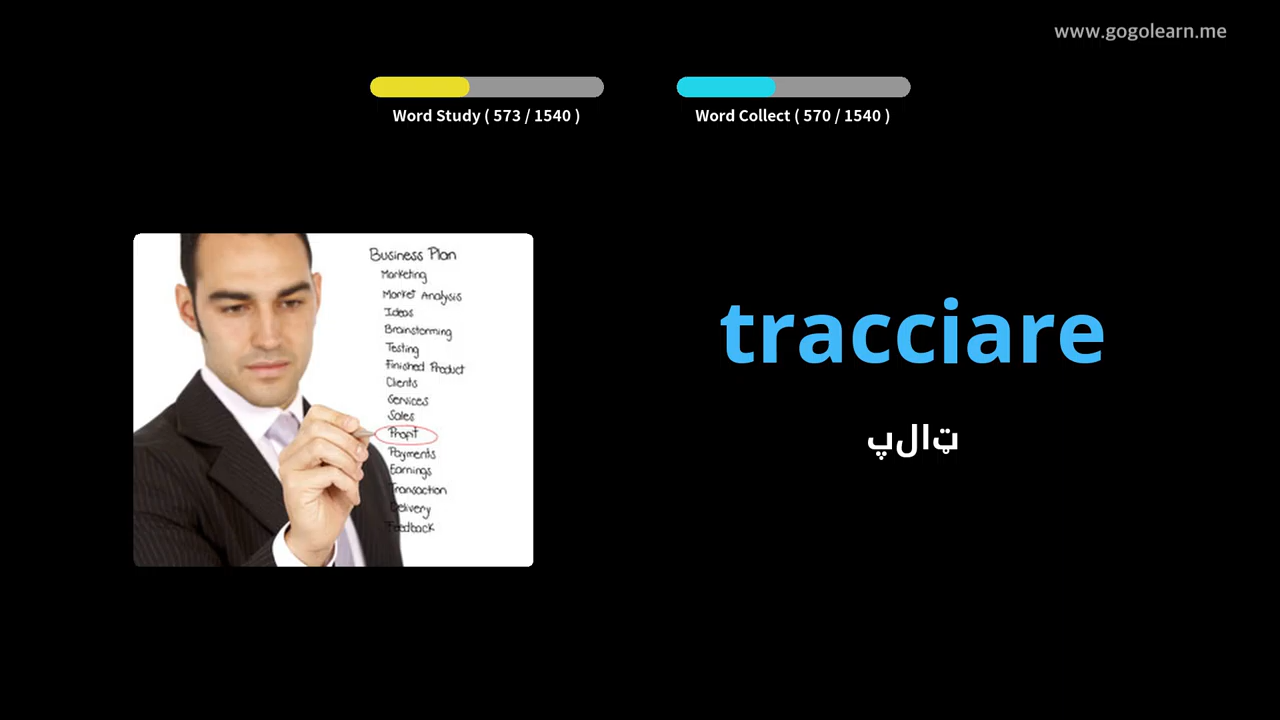 www.gogolearn.me
Word Study ( 573 / 1540 )
Word Collect ( 570 / 1540 )
Business Plan
Marketing
Market Analysis
Ideas
Brainstorming
Testing
Finished Product
Clients
Services
Sales
Profit
Payments
Earnings
Transaction
Delivery
Feedback
tracciare
ټالپ